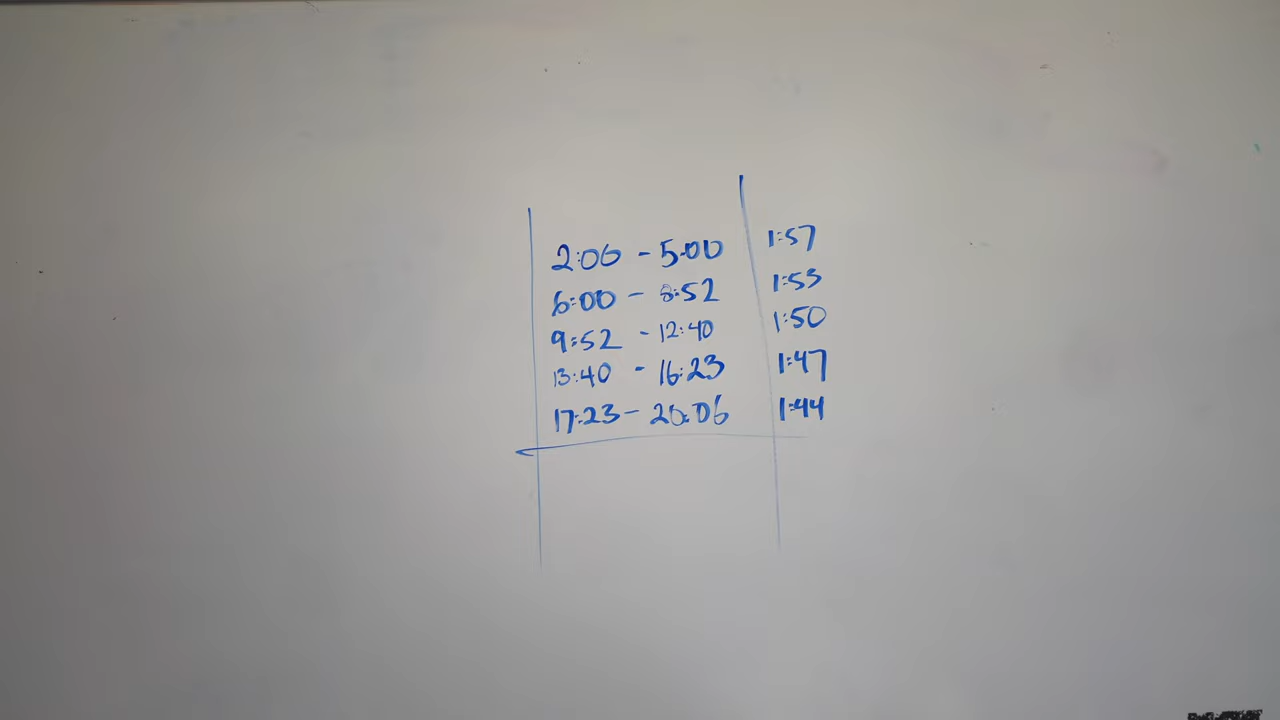 2:06 - 5:00 1:57
6:00 - 8:52 1:53
9:52 - 12:40 1:50
13:40 - 16:23 1:47
17:23 - 20:06 1:44